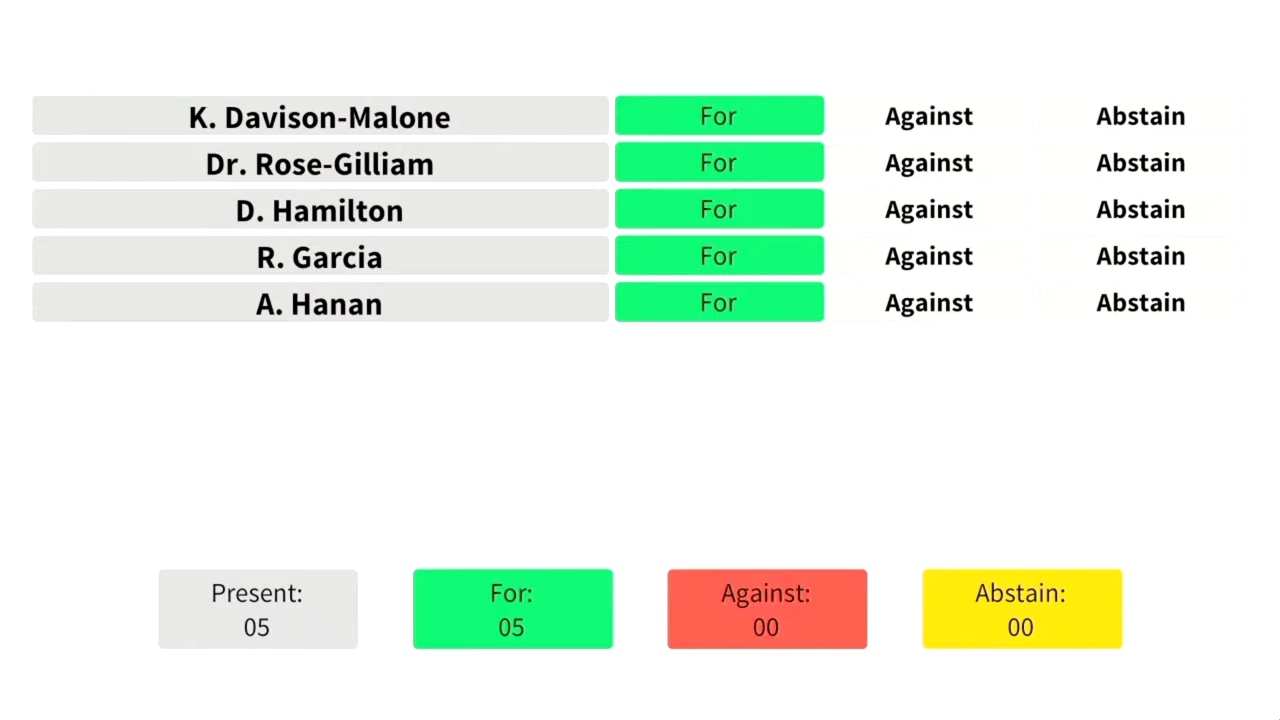 K. Davison-Malone For Against Abstain
Dr. Rose-Gilliam For Against Abstain
D. Hamilton For Against Abstain
R. Garcia For Against Abstain
A. Hanan For Against Abstain
Present: For: Against: Abstain:
05 05 00 00